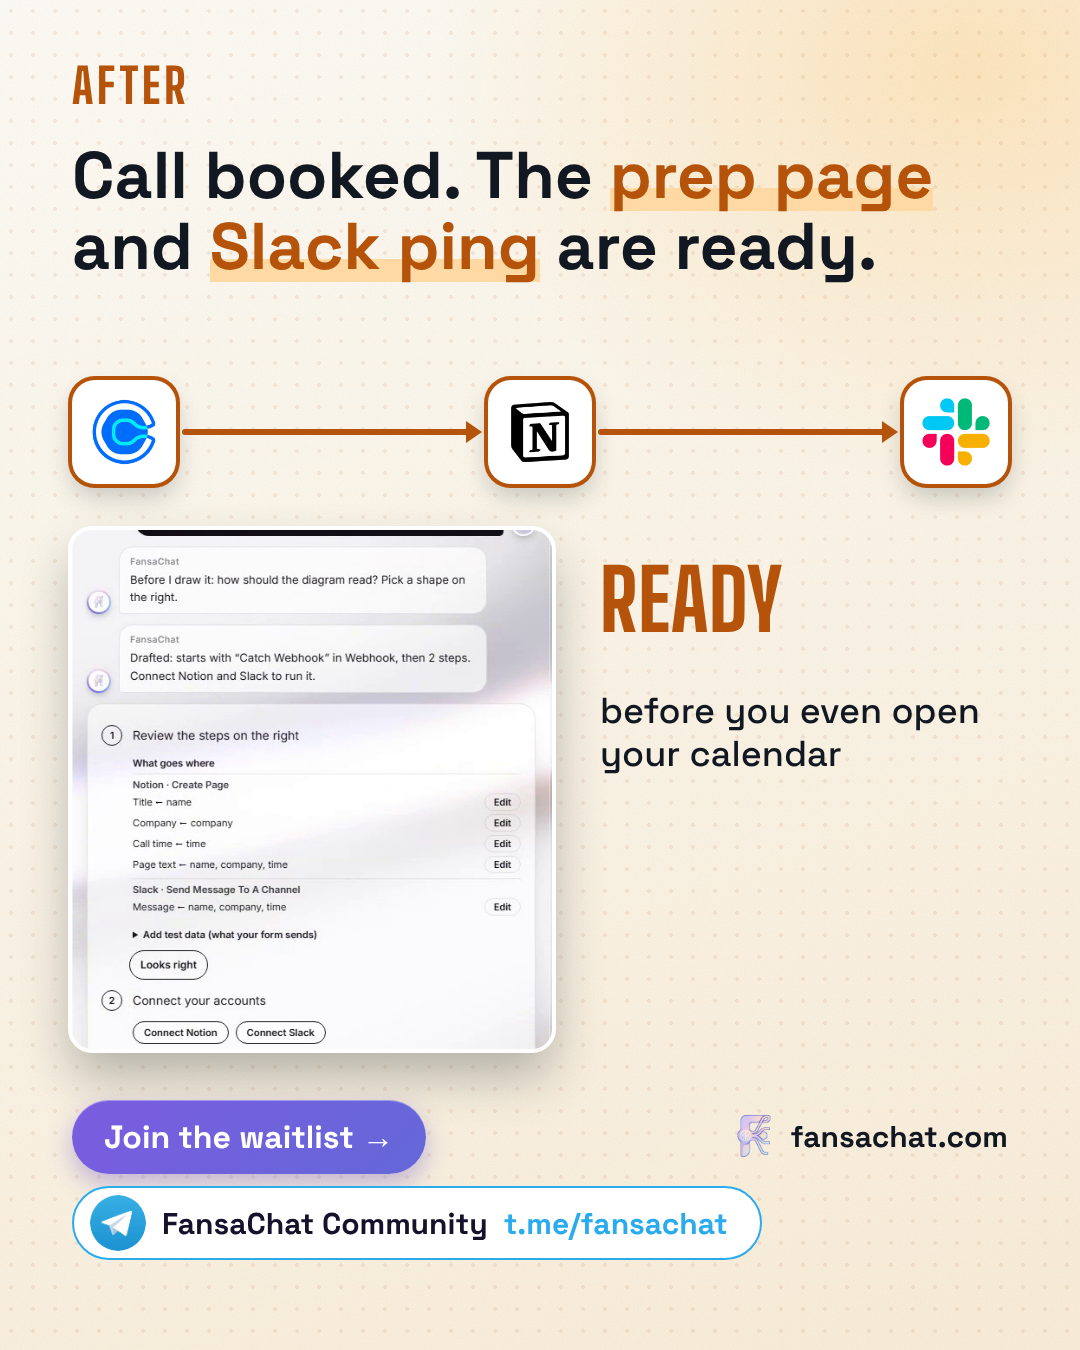 AFTER
Call booked. The prep page
and Slack ping are ready.
N
FansaChat
Before I draw it: how should the diagram read? Pick a shape on
the right.
FansaChat
Drafted: starts with “Catch Webhook” in Webhook, then 2 steps.
Connect Notion and Slack to run it.
1 Review the steps on the right
What goes where
Notion · Create Page
Title ← name Edit
Company ← company Edit
Call time ← time Edit
Page text ← name, company, time Edit
Slack · Send Message To A Channel
Message ← name, company, time Edit
▶ Add test data (what your form sends)
Looks right
2 Connect your accounts
Connect Notion Connect Slack
READY
before you even open
your calendar
Join the waitlist →
fansachat.com
FansaChat Community t.me/fansachat